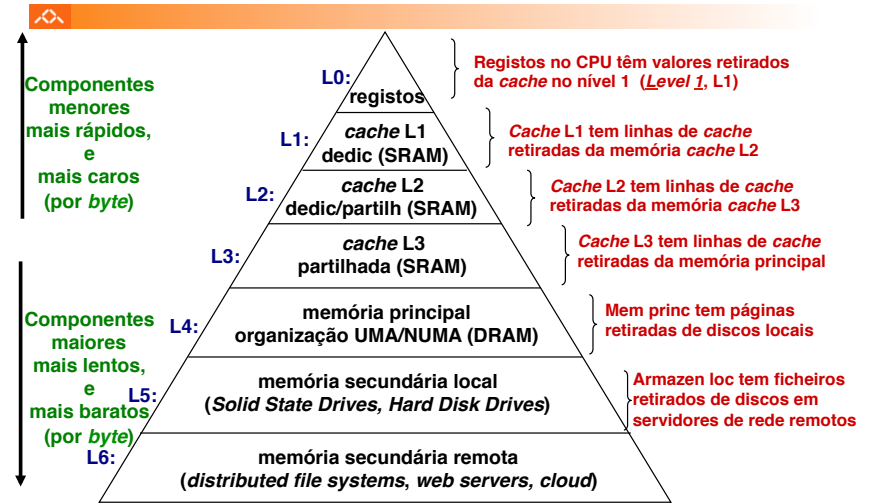 Componentes
menores
mais rápidos,
e
mais caros
(por byte)
Componentes
maiores
mais lentos,
e
mais baratos
(por byte)
L0:
registos
Registos no CPU têm valores retirados
da cache no nível 1 (Level 1, L1)
L1:
cache L1
dedic (SRAM)
Cache L1 tem linhas de cache
retiradas da memória cache L2
L2:
cache L2
dedic/partilh (SRAM)
Cache L2 tem linhas de cache
retiradas da memória cache L3
L3:
cache L3
partilhada (SRAM)
Cache L3 tem linhas de cache
retiradas da memória principal
L4:
memória principal
organização UMA/NUMA (DRAM)
Mem princ tem páginas
retiradas de discos locais
L5:
memória secundária local
(Solid State Drives, Hard Disk Drives)
Armazen loc tem ficheiros
retirados de discos em
servidores de rede remotos
L6:
memória secundária remota
(distributed file systems, web servers, cloud)